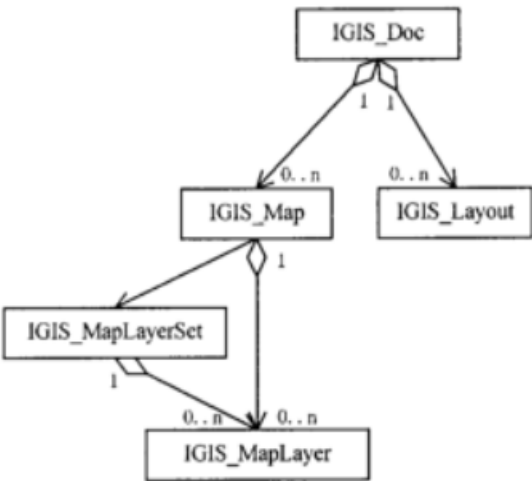 IGIS_Doc
1 1
0..n 0..n
IGIS_Map IGIS_Layout
1
IGIS_MapLayerSet
1
0..n 0..n
IGIS_MapLayer